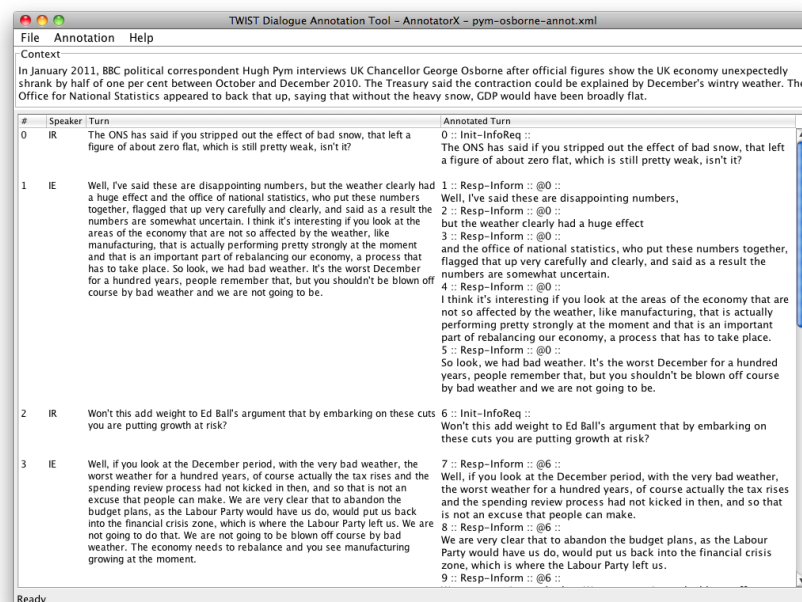 TWIST Dialogue Annotation Tool – AnnotatorX – pym-osborne-annot.xml
File Annotation Help
Context
In January 2011, BBC political correspondent Hugh Pym interviews UK Chancellor George Osborne after official figures show the UK economy unexpectedly
shrank by half of one per cent between October and December 2010. The Treasury said the contraction could be explained by December's wintry weather. The
Office for National Statistics appeared to back that up, saying that without the heavy snow, GDP would have been broadly flat.
# Speaker Turn Annotated Turn
0 IR
The ONS has said if you stripped out the effect of bad snow, that left a
figure of about zero flat, which is still pretty weak, isn't it?
0 :: Init-InfoReq ::
The ONS has said if you stripped out the effect of bad snow, that left
a figure of about zero flat, which is still pretty weak, isn't it?
1 IE
Well, I've said these are disappointing numbers, but the weather clearly had
a huge effect and the office of national statistics, who put these numbers
together, flagged that up very carefully and clearly, and said as a result the
numbers are somewhat uncertain. I think it's interesting if you look at the
areas of the economy that are not so affected by the weather, like
manufacturing, that is actually performing pretty strongly at the moment
and that is an important part of rebalancing our economy, a process that
has to take place. So look, we had bad weather. It's the worst December
for a hundred years, people remember that, but you shouldn't be blown off
course by bad weather and we are not going to be.
1 :: Resp-Inform :: @0 ::
Well, I've said these are disappointing numbers,
2 :: Resp-Inform :: @0 ::
but the weather clearly had a huge effect
3 :: Resp-Inform :: @0 ::
and the office of national statistics, who put these numbers together,
flagged that up very carefully and clearly, and said as a result the
numbers are somewhat uncertain.
4 :: Resp-Inform :: @0 ::
I think it's interesting if you look at the areas of the economy that are
not so affected by the weather, like manufacturing, that is actually
performing pretty strongly at the moment and that is an important
part of rebalancing our economy, a process that has to take place.
5 :: Resp-Inform :: @0 ::
So look, we had bad weather. It's the worst December for a hundred
years, people remember that, but you shouldn't be blown off course
by bad weather and we are not going to be.
2 IR
Won't this add weight to Ed Ball's argument that by embarking on these cuts
you are putting growth at risk?
6 :: Init-InfoReq ::
Won't this add weight to Ed Ball's argument that by embarking on
these cuts you are putting growth at risk?
3 IE
Well, if you look at the December period, with the very bad weather, the
worst weather for a hundred years, of course actually the tax rises and the
spending review process had not kicked in then, and so that is not an
excuse that people can make. We are very clear that to abandon the
budget plans, as the Labour Party would have us do, would put us back
into the financial crisis zone, which is where the Labour Party left us. We are
not going to do that. We are not going to be blown off course by bad
weather. The economy needs to rebalance and you see manufacturing
growing at the moment.
7 :: Resp-Inform :: @6 ::
Well, if you look at the December period, with the very bad weather,
the worst weather for a hundred years, of course actually the tax rises
and the spending review process had not kicked in then, and so that
is not an excuse that people can make.
8 :: Resp-Inform :: @6 ::
We are very clear that to abandon the budget plans, as the Labour
Party would have us do, would put us back into the financial crisis
zone, which is where the Labour Party left us.
9 :: Resp-Inform :: @6 ::
Ready